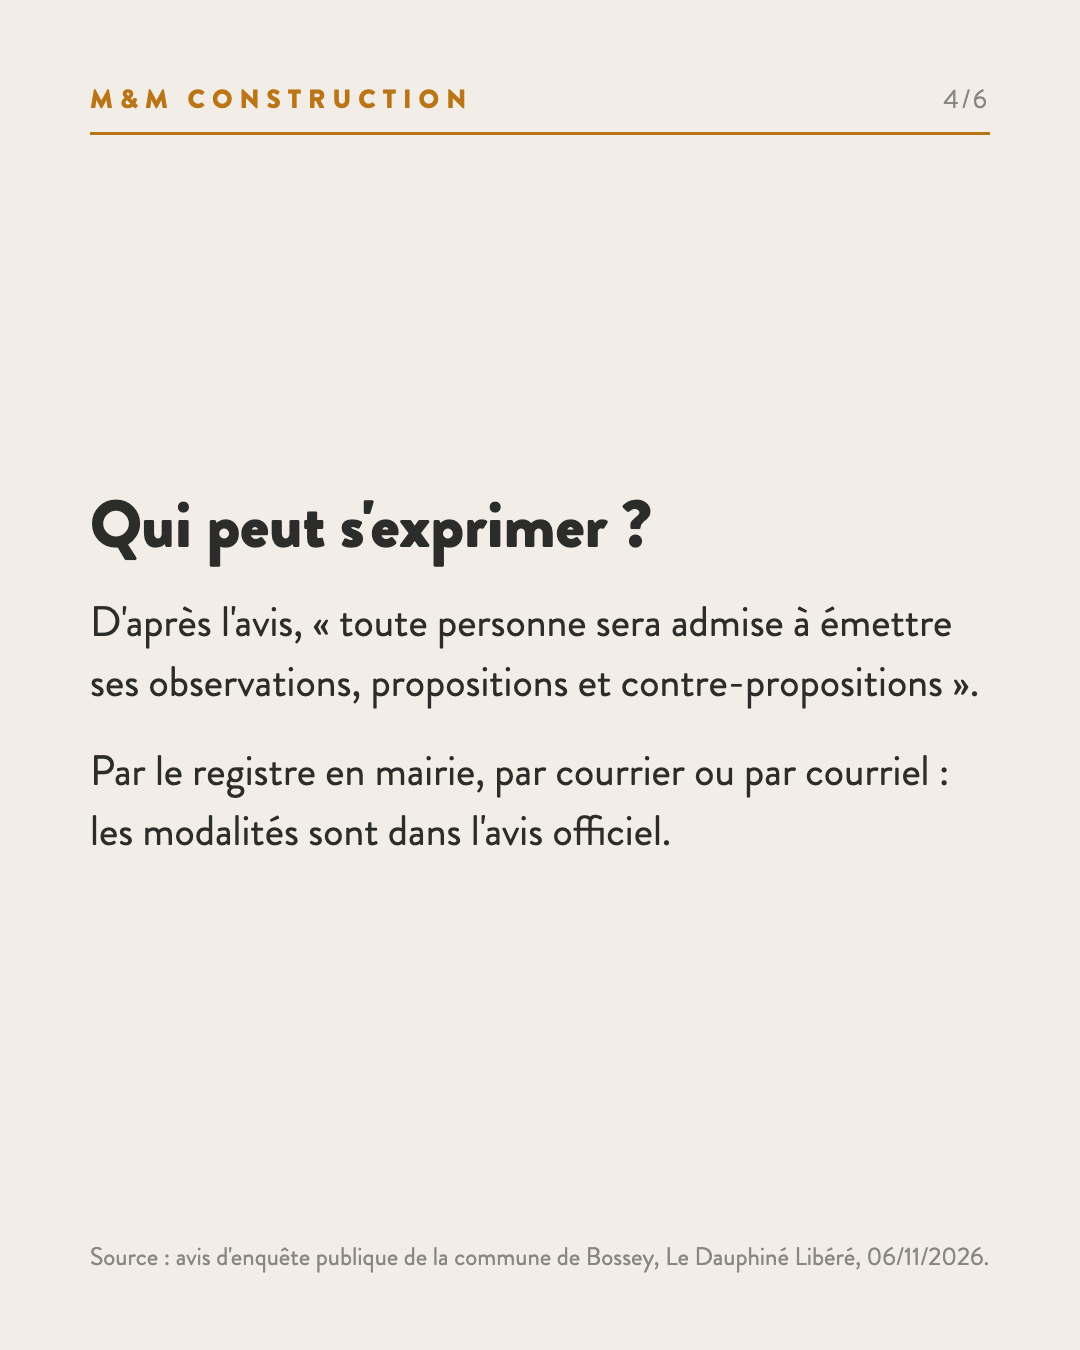 M&M CONSTRUCTION
4/6
Qui peut s'exprimer ?
D'après l'avis, « toute personne sera admise à émettre
ses observations, propositions et contre-propositions ».
Par le registre en mairie, par courrier ou par courriel :
les modalités sont dans l'avis officiel.
Source : avis d'enquête publique de la commune de Bossey, Le Dauphiné Libéré, 06/11/2026.